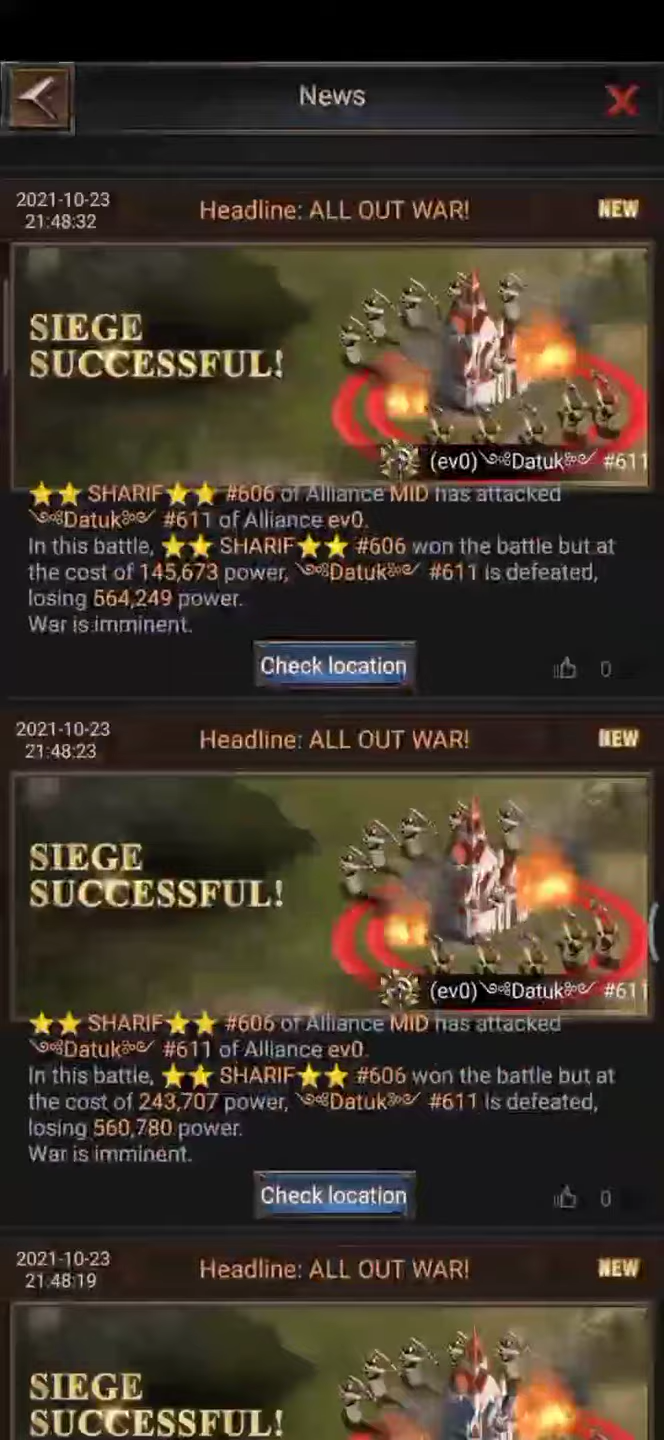 News
2021-10-23
21:48:32
Headline: ALL OUT WAR!
NEW
SIEGE
SUCCESSFUL!
(ev0)༺Datuk༻ #611
⭐⭐ SHARIF⭐⭐ #606 of Alliance MID has attacked
༺Datuk༻ #611 of Alliance ev0.
In this battle, ⭐⭐ SHARIF⭐⭐ #606 won the battle but at
the cost of 145,673 power, ༺Datuk༻ #611 is defeated,
losing 564,249 power.
War is imminent.
Check location
0
2021-10-23
21:48:23
Headline: ALL OUT WAR!
NEW
SIEGE
SUCCESSFUL!
(ev0)༺Datuk༻ #611
⭐⭐ SHARIF⭐⭐ #606 of Alliance MID has attacked
༺Datuk༻ #611 of Alliance ev0.
In this battle, ⭐⭐ SHARIF⭐⭐ #606 won the battle but at
the cost of 243,707 power, ༺Datuk༻ #611 is defeated,
losing 560,780 power.
War is imminent.
Check location
0
2021-10-23
21:48:19
Headline: ALL OUT WAR!
NEW
SIEGE
SUCCESSFUL!